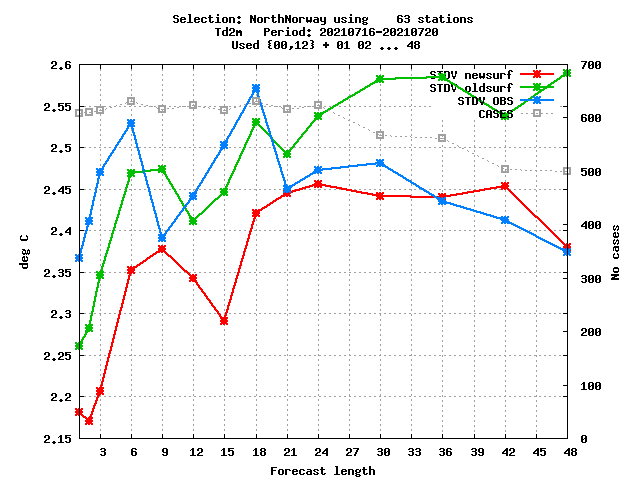 Selection: NorthNorway using    63 stations
Td2m   Period: 20210716-20210720
Used {00,12} + 01 02 ... 48
STDV newsurf
STDV oldsurf
STDV OBS
CASES
2.6
2.55
2.5
2.45
2.4
2.35
2.3
2.25
2.2
2.15
deg C
700
600
500
400
300
200
100
0
No cases
3 6 9 12 15 18 21 24 27 30 33 36 39 42 45 48
Forecast length